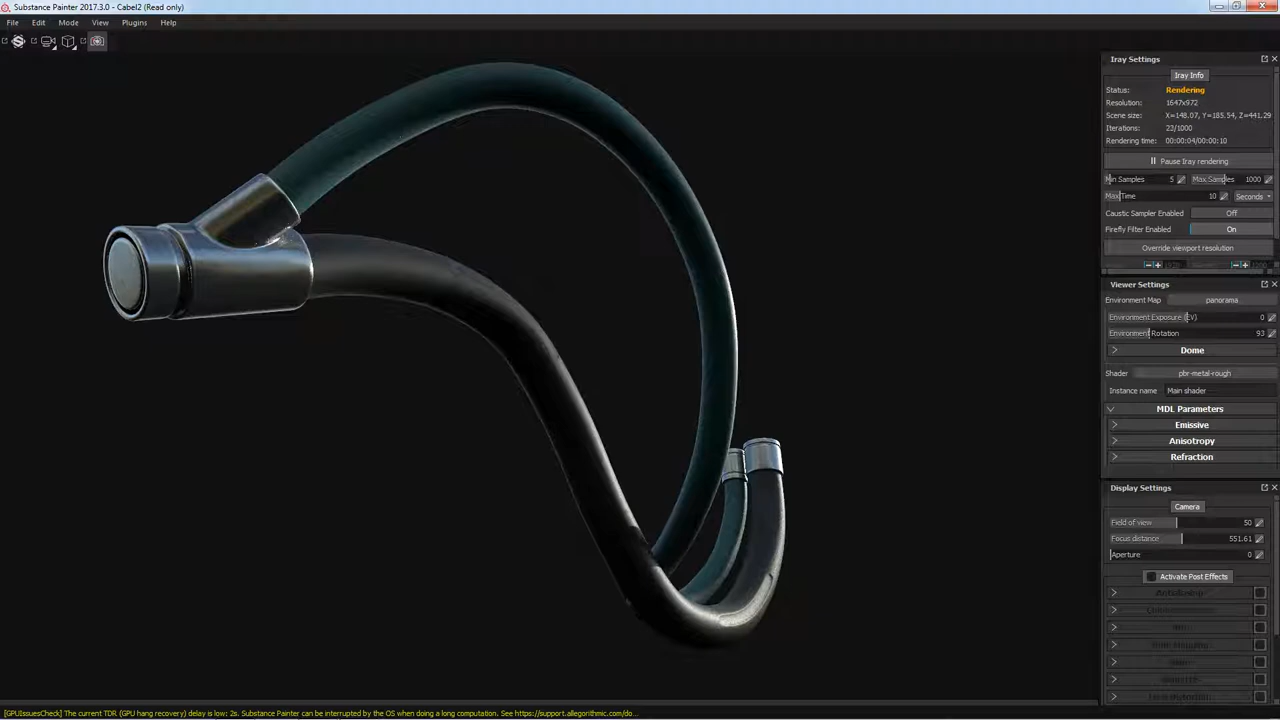 Substance Painter 2017.3.0 - Cabel2 (Read only)
File Edit Mode View Plugins Help
Iray Settings
Iray Info
Status: Rendering
Resolution: 1647x972
Scene size: X=148.07, Y=185.54, Z=441.29
Iterations: 23/1000
Rendering time: 00:00:04/00:00:10
Pause Iray rendering
Min Samples 5 Max Samples 1000
Max Time 10 Seconds
Caustic Sampler Enabled Off
Firefly Filter Enabled On
Override viewport resolution
Viewer Settings
Environment Map panorama
Environment Exposure (EV) 0
Environment Rotation 93
Dome
Shader pbr-metal-rough
Instance name Main shader
MDL Parameters
Emissive
Anisotropy
Refraction
Display Settings
Camera
Field of view 50
Focus distance 551.61
Aperture 0
Activate Post Effects
[GPUIssuesCheck] The current TDR (GPU hang recovery) delay is low: 2s. Substance Painter can be interrupted by the OS when doing a long computation. See https://support.allegorithmic.com/do...